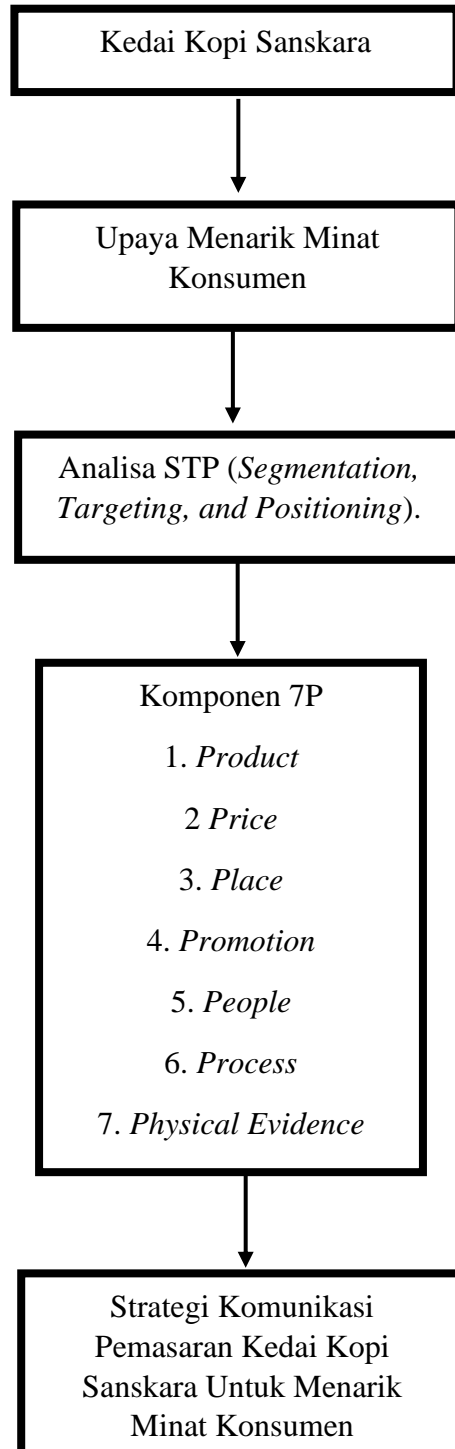 Kedai Kopi Sanskara
Upaya Menarik Minat
Konsumen
Analisa STP (Segmentation,
Targeting, and Positioning).
Komponen 7P
1. Product
2 Price
3. Place
4. Promotion
5. People
6. Process
7. Physical Evidence
Strategi Komunikasi
Pemasaran Kedai Kopi
Sanskara Untuk Menarik
Minat Konsumen